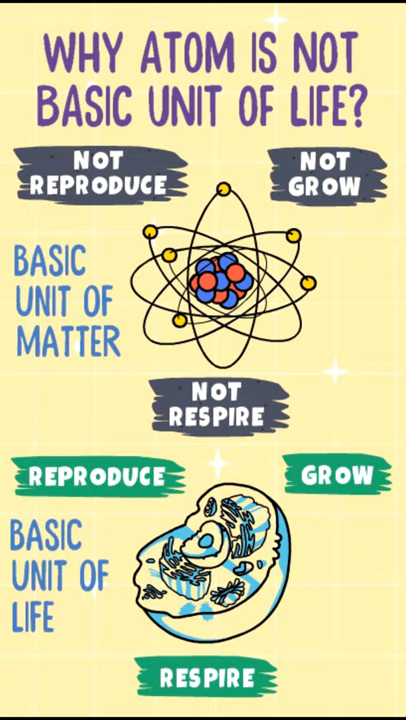 WHY ATOM IS NOT
BASIC UNIT OF LIFE?
NOT
REPRODUCE
NOT
GROW
BASIC
UNIT OF
MATTER
NOT
RESPIRE
REPRODUCE
GROW
BASIC
UNIT OF
LIFE
RESPIRE